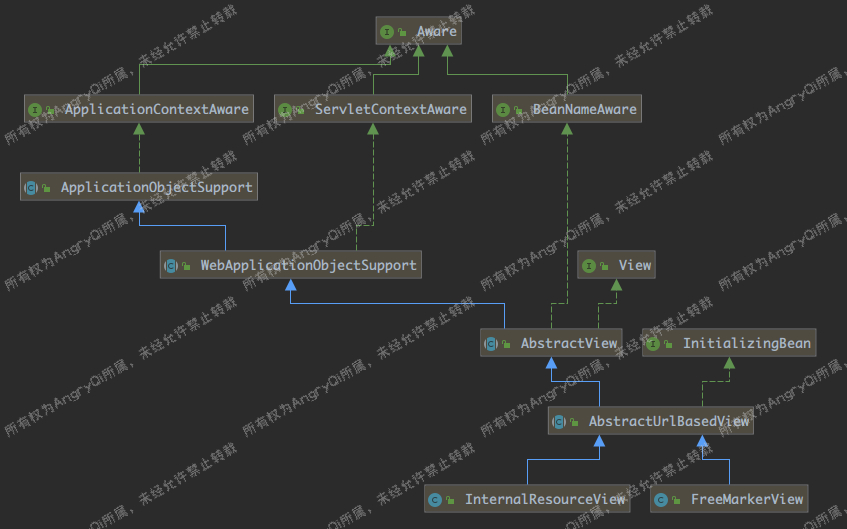 Aware
ApplicationContextAware
ServletContextAware
BeanNameAware
ApplicationObjectSupport
WebApplicationObjectSupport
View
AbstractView
InitializingBean
AbstractUrlBasedView
InternalResourceView
FreeMarkerView
所有权为AngryQi所属，未经允许禁止转载